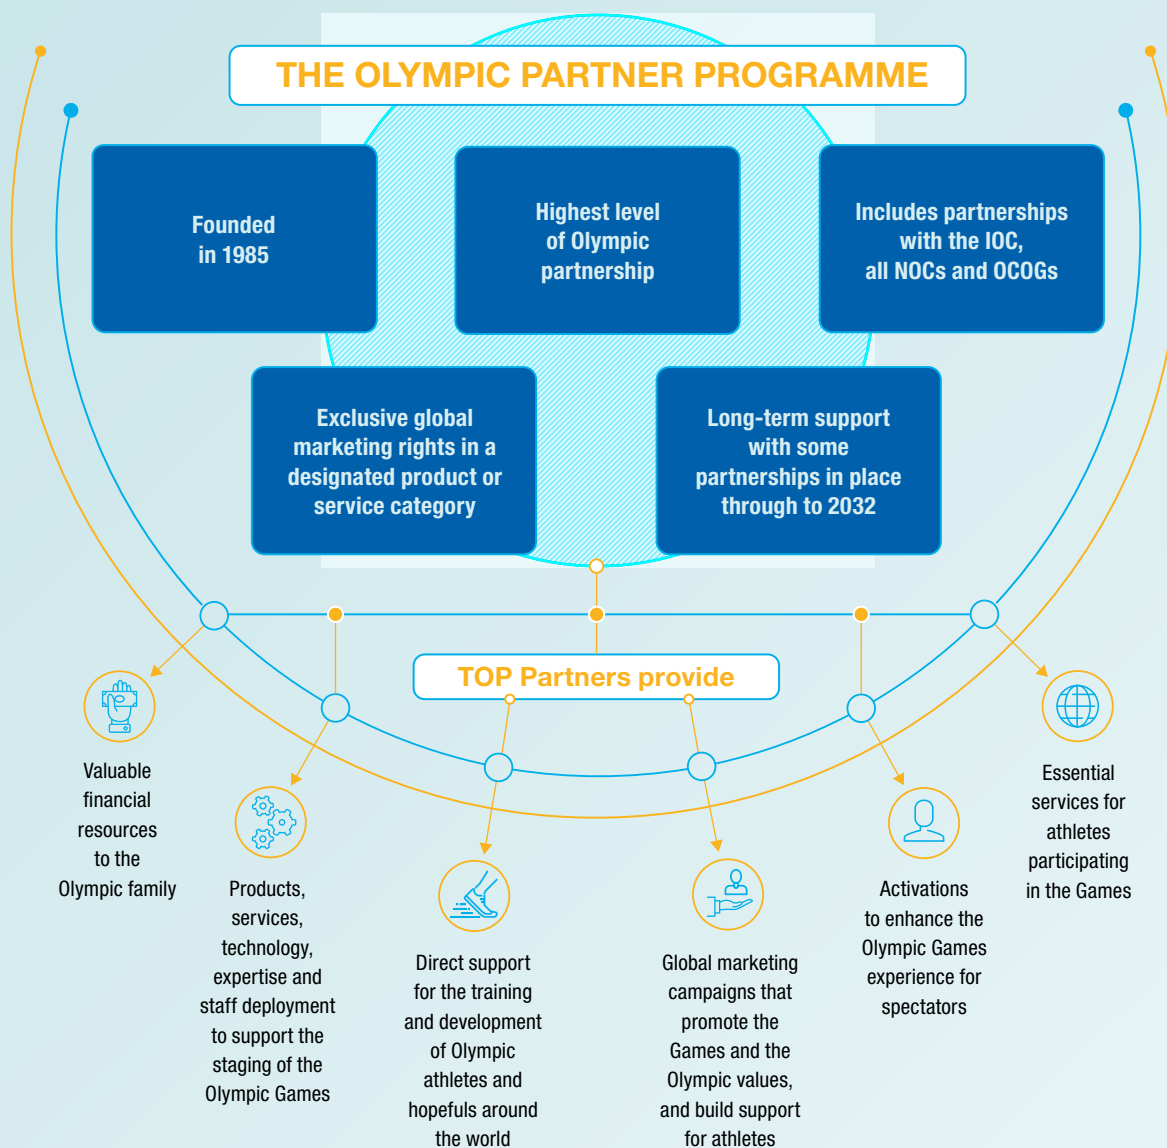 THE OLYMPIC PARTNER PROGRAMME
Founded
in 1985
Highest level
of Olympic
partnership
Includes partnerships
with the IOC,
all NOCs and OCOGs
Exclusive global
marketing rights in a
designated product or
service category
Long-term support
with some
partnerships in place
through to 2032
TOP Partners provide
Valuable
financial
resources
to the
Olympic family
Products,
services,
technology,
expertise and
staff deployment
to support the
staging of the
Olympic Games
Direct support
for the training
and development
of Olympic
athletes and
hopefuls around
the world
Global marketing
campaigns that
promote the
Games and the
Olympic values,
and build support
for athletes
Activations
to enhance the
Olympic Games
experience for
spectators
Essential
services for
athletes
participating
in the Games